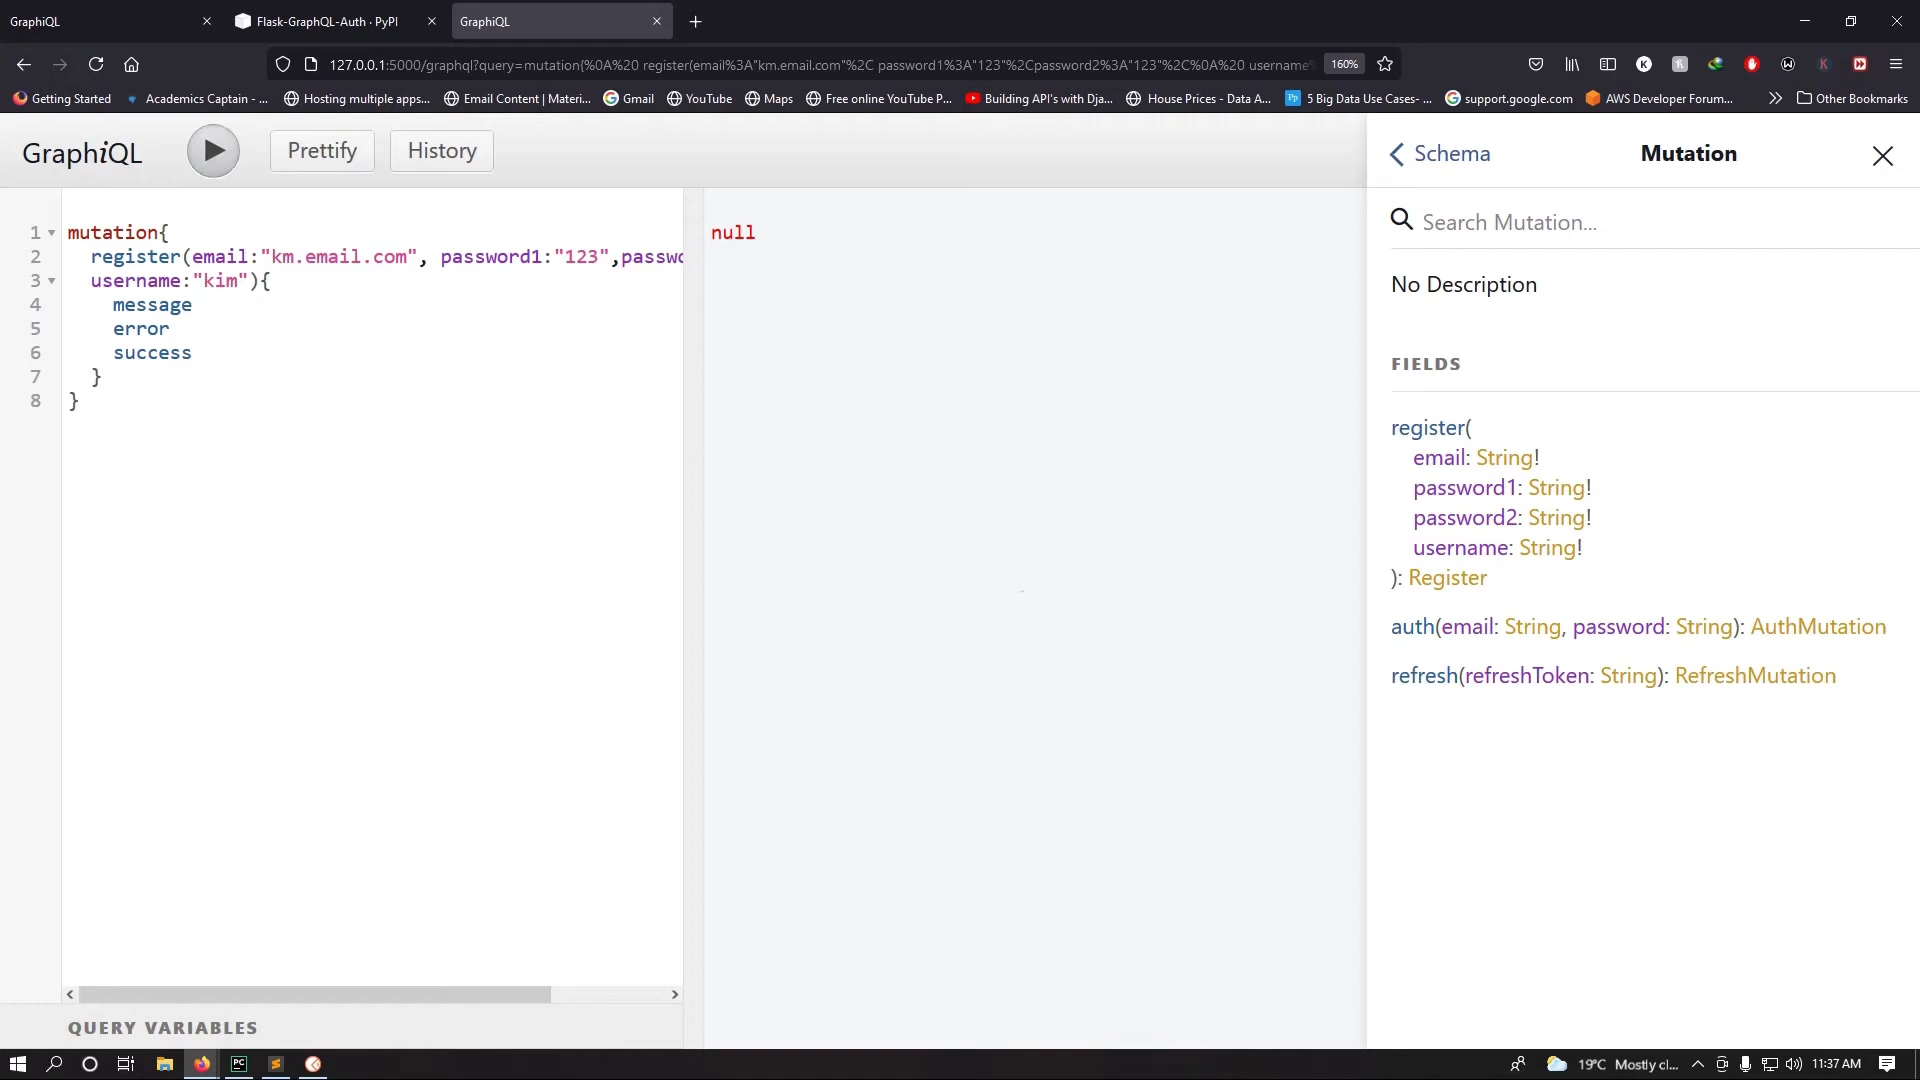 GraphiQL
Flask-GraphQL-Auth · PyPI
GraphiQL
127.0.0.1:5000/graphql?query=mutation{%0A%20 register(email%3A"km.email.com"%2C password1%3A"123"%2Cpassword2%3A"123"%2C%0A%20 username%
160%
Getting Started
Academics Captain - ...
Hosting multiple apps...
Email Content | Materi...
Gmail
YouTube
Maps
Free online YouTube P...
Building API's with Dja...
House Prices - Data A...
5 Big Data Use Cases- ...
support.google.com
AWS Developer Forum...
Other Bookmarks
GraphiQL
Prettify
History
Schema
Mutation
1 mutation{
2 register(email:"km.email.com", password1:"123",passwo
3 username:"kim"){
4 message
5 error
6 success
7 }
8 }
QUERY VARIABLES
null
Search Mutation...
No Description
FIELDS
register(
email: String!
password1: String!
password2: String!
username: String!
): Register
auth(email: String, password: String): AuthMutation
refresh(refreshToken: String): RefreshMutation
19°C Mostly cl...
11:37 AM